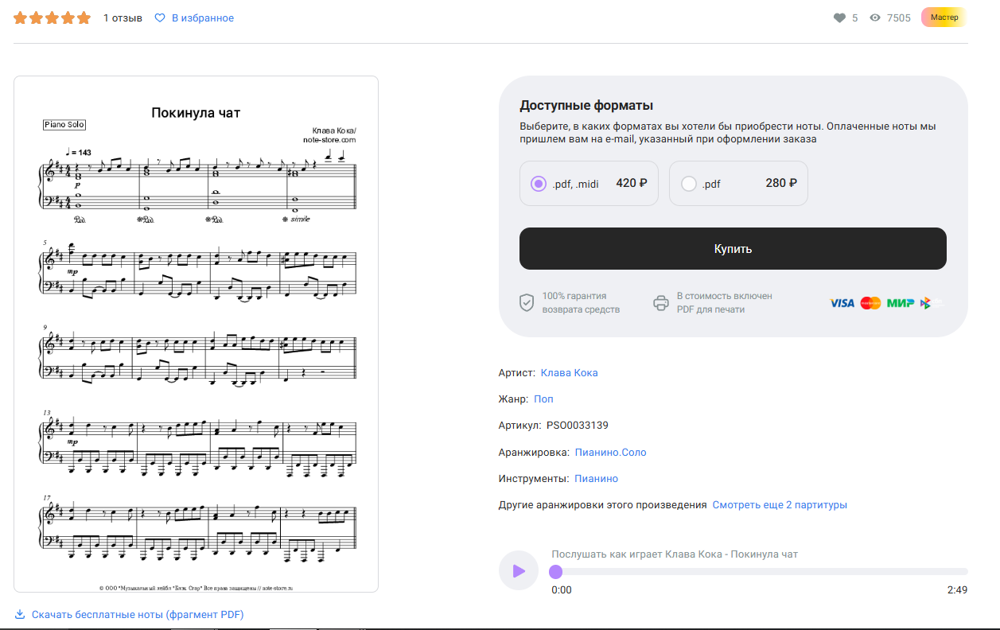 1 отзыв В избранное 5 7505 Мастер
Покинула чат
Piano Solo
Клава Кока/
note-store.com
= 143
p
simile
5
mp
9
13
mp
17
© ООО "Музыкальный лейбл "Блэк Стар" Все права защищены // note-store.ru
Скачать бесплатные ноты (фрагмент PDF)
Доступные форматы
Выберите, в каких форматах вы хотели бы приобрести ноты. Оплаченные ноты мы
пришлем вам на e-mail, указанный при оформлении заказа
.pdf, .midi 420 ₽ .pdf 280 ₽
Купить
100% гарантия
возврата средств
В стоимость включен
PDF для печати
VISA mastercard МИР
Артист: Клава Кока
Жанр: Поп
Артикул: PSO0033139
Аранжировка: Пианино.Соло
Инструменты: Пианино
Другие аранжировки этого произведения Смотреть еще 2 партитуры
Послушать как играет Клава Кока - Покинула чат
0:00 2:49